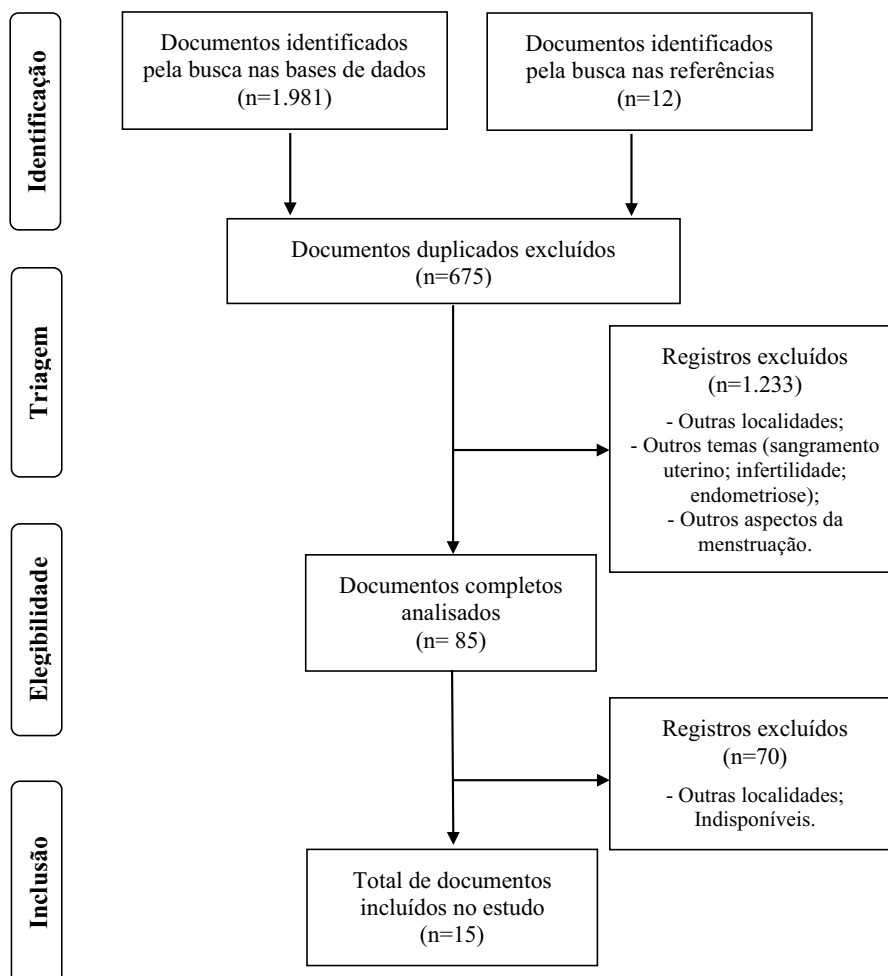 Identificação
Documentos identificados
pela busca nas bases de dados
(n=1.981)
Documentos identificados
pela busca nas referências
(n=12)
Documentos duplicados excluídos
(n=675)
Triagem
Registros excluídos
(n=1.233)
- Outras localidades;
- Outros temas (sangramento
uterino; infertilidade;
endometriose);
- Outros aspectos da
menstruação.
Elegibilidade
Documentos completos
analisados
(n= 85)
Registros excluídos
(n=70)
- Outras localidades;
Indisponíveis.
Inclusão
Total de documentos
incluídos no estudo
(n=15)